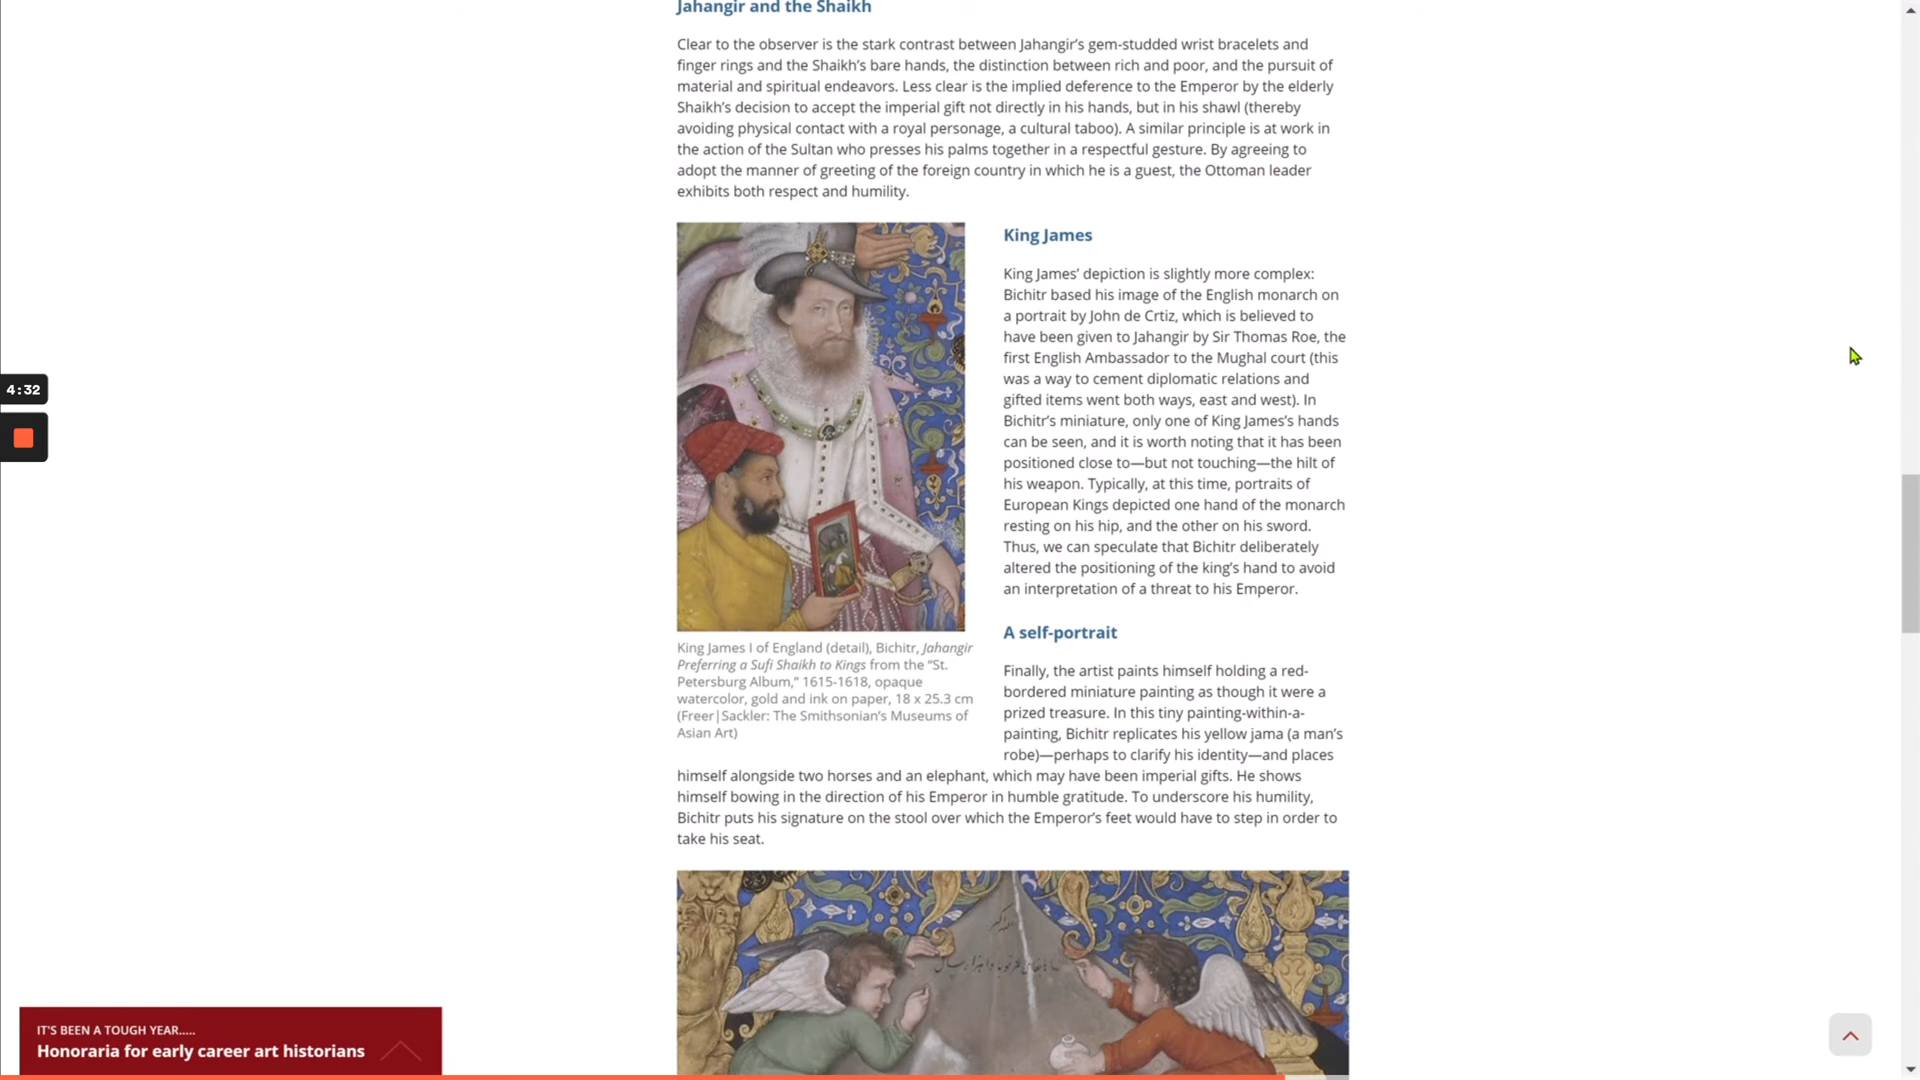 Jahangir and the Shaikh
Clear to the observer is the stark contrast between Jahangir's gem-studded wrist bracelets and
finger rings and the Shaikh's bare hands, the distinction between rich and poor, and the pursuit of
material and spiritual endeavors. Less clear is the implied deference to the Emperor by the elderly
Shaikh's decision to accept the imperial gift not directly in his hands, but in his shawl (thereby
avoiding physical contact with a royal personage, a cultural taboo). A similar principle is at work in
the action of the Sultan who presses his palms together in a respectful gesture. By agreeing to
adopt the manner of greeting of the foreign country in which he is a guest, the Ottoman leader
exhibits both respect and humility.
King James
King James' depiction is slightly more complex:
Bichitr based his image of the English monarch on
a portrait by John de Crtiz, which is believed to
have been given to Jahangir by Sir Thomas Roe, the
first English Ambassador to the Mughal court (this
was a way to cement diplomatic relations and
gifted items went both ways, east and west). In
Bichitr's miniature, only one of King James's hands
can be seen, and it is worth noting that it has been
positioned close to—but not touching—the hilt of
his weapon. Typically, at this time, portraits of
European Kings depicted one hand of the monarch
resting on his hip, and the other on his sword.
Thus, we can speculate that Bichitr deliberately
altered the positioning of the king's hand to avoid
an interpretation of a threat to his Emperor.
King James I of England (detail), Bichitr, Jahangir
Preferring a Sufi Shaikh to Kings from the "St.
Petersburg Album," 1615-1618, opaque
watercolor, gold and ink on paper, 18 x 25.3 cm
(Freer|Sackler: The Smithsonian's Museums of
Asian Art)
A self-portrait
Finally, the artist paints himself holding a red-
bordered miniature painting as though it were a
prized treasure. In this tiny painting-within-a-
painting, Bichitr replicates his yellow jama (a man's
robe)—perhaps to clarify his identity—and places
himself alongside two horses and an elephant, which may have been imperial gifts. He shows
himself bowing in the direction of his Emperor in humble gratitude. To underscore his humility,
Bichitr puts his signature on the stool over which the Emperor's feet would have to step in order to
take his seat.
4:32
IT'S BEEN A TOUGH YEAR.....
Honoraria for early career art historians